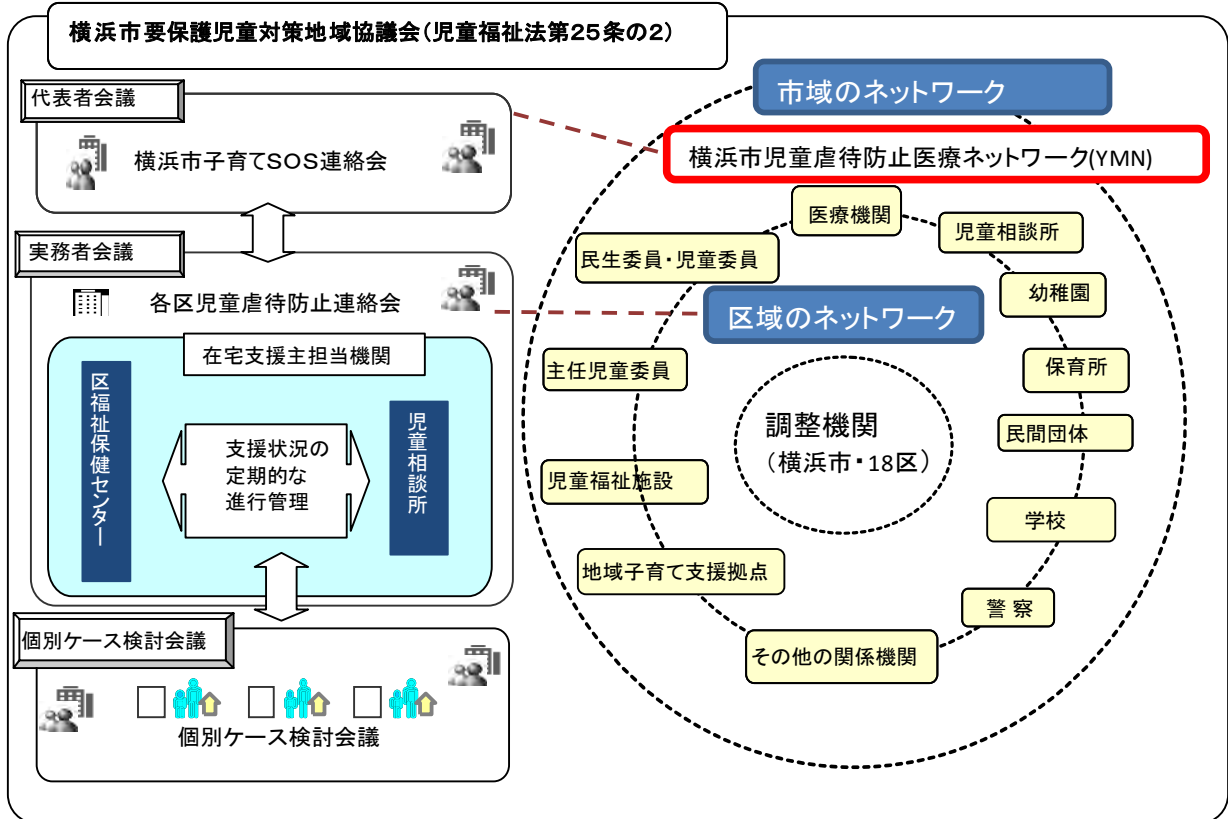 横浜市要保護児童対策地域協議会(児童福祉法第25条の2)
代表者会議
横浜市子育てSOS連絡会
実務者会議
各区児童虐待防止連絡会
在宅支援主担当機関
区福祉保健センター
支援状況の
定期的な
進行管理
児童相談所
個別ケース検討会議
個別ケース検討会議
市域のネットワーク
横浜市児童虐待防止医療ネットワーク(YMN)
医療機関
児童相談所
民生委員・児童委員
幼稚園
区域のネットワーク
保育所
主任児童委員
民間団体
調整機関
(横浜市・18区)
児童福祉施設
学校
地域子育て支援拠点
警察
その他の関係機関